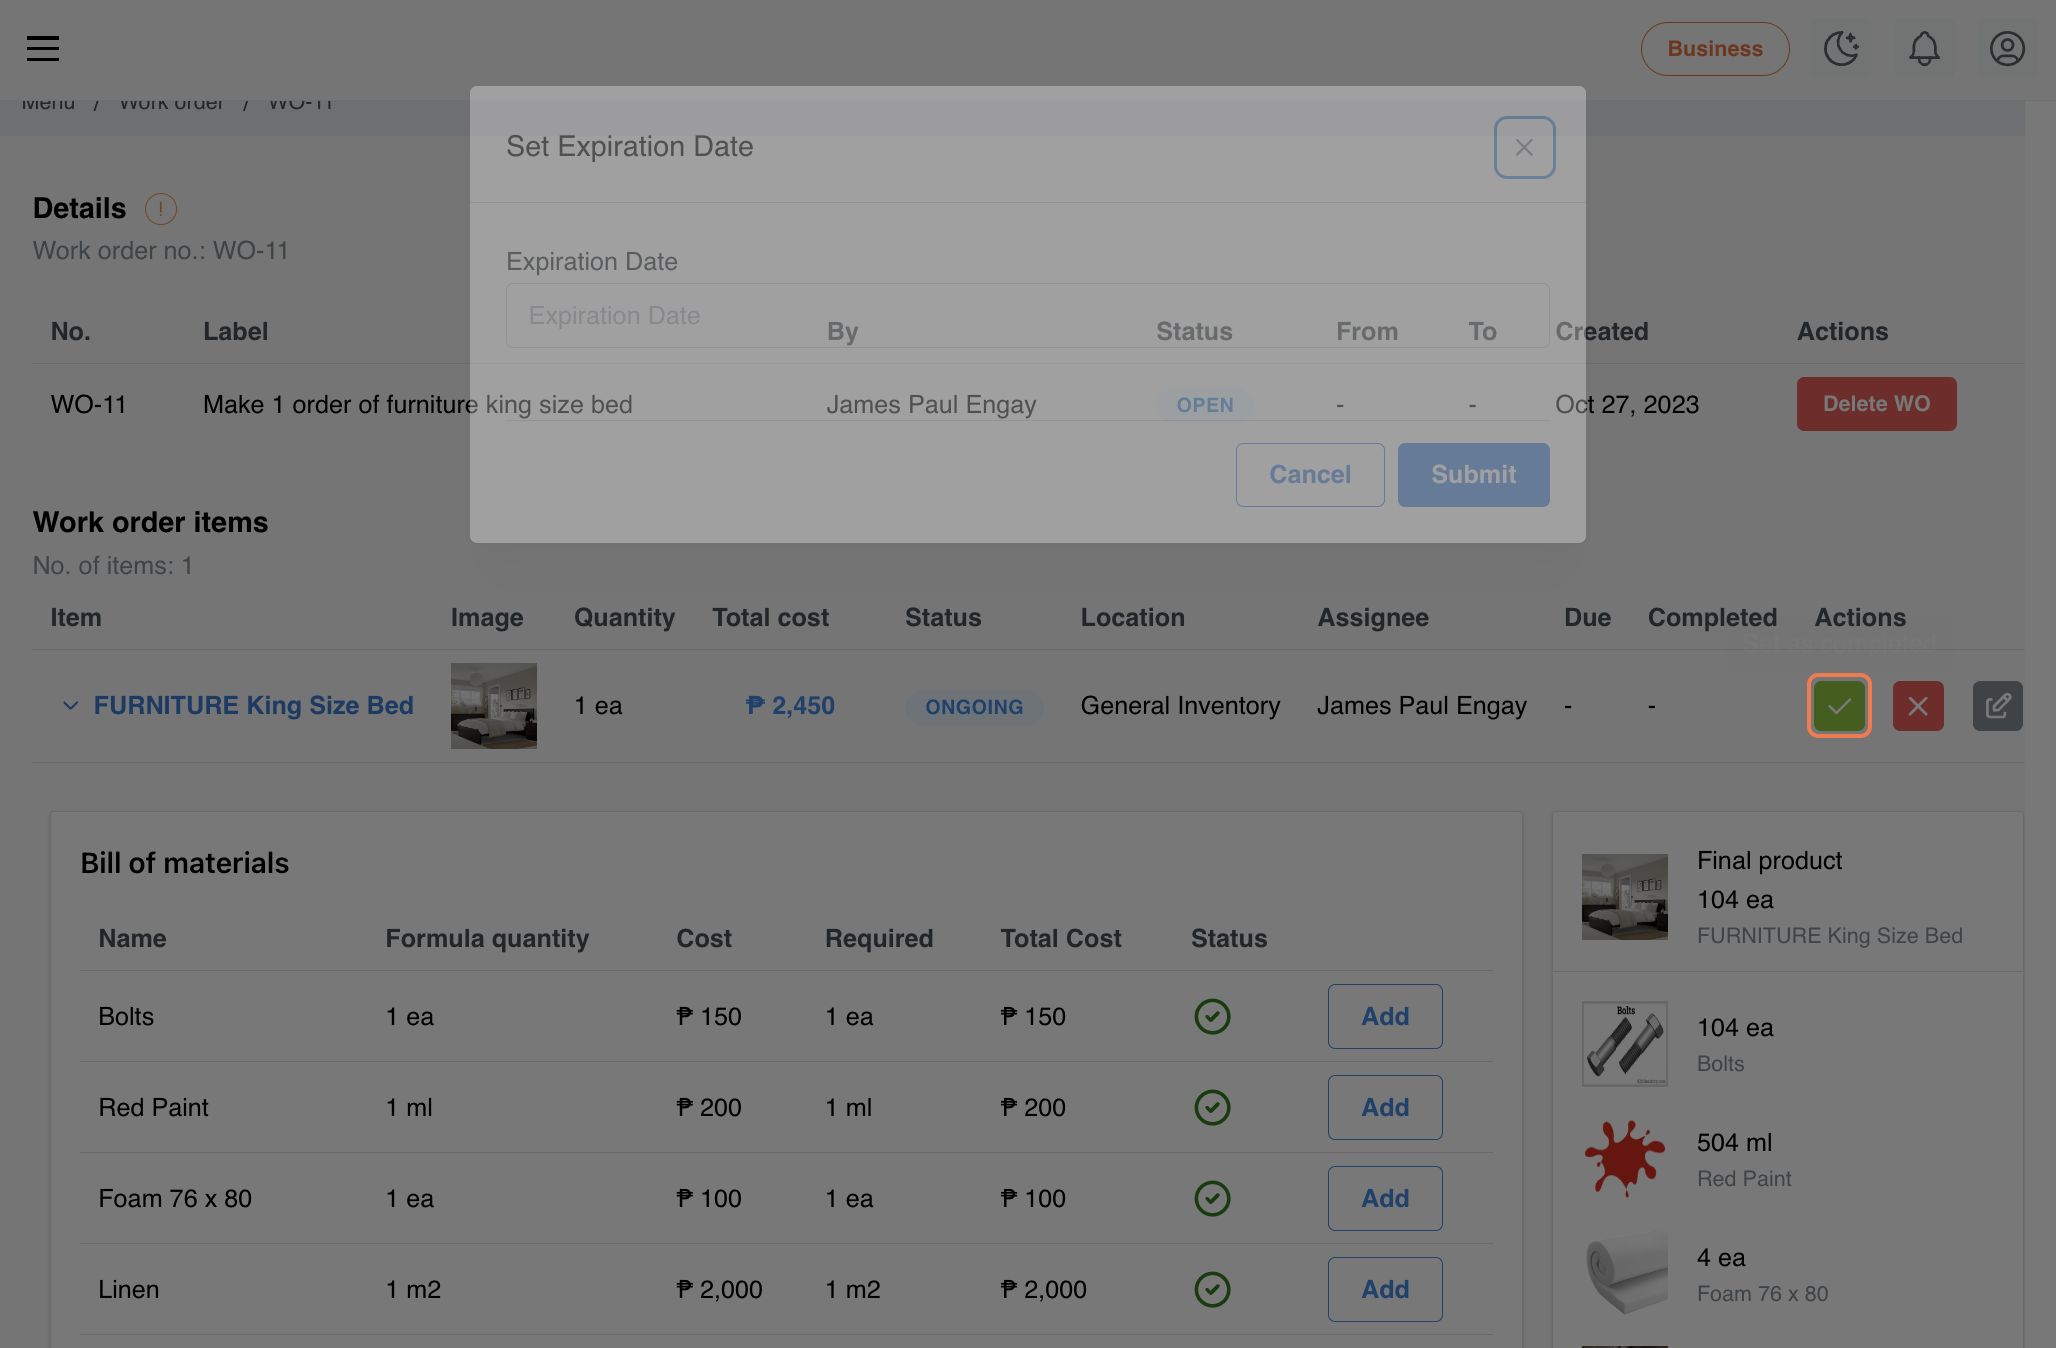 Business
Menu / Work order / WO-11
Set Expiration Date
Details
Work order no.: WO-11
Expiration Date
Expiration Date
No. Label By Status From To Created Actions
WO-11 Make 1 order of furniture king size bed James Paul Engay OPEN - - Oct 27, 2023 Delete WO
Cancel Submit
Work order items
No. of items: 1
Item Image Quantity Total cost Status Location Assignee Due Completed Actions
Set as completed
FURNITURE King Size Bed 1 ea ₱ 2,450 ONGOING General Inventory James Paul Engay - -
Bill of materials
Name Formula quantity Cost Required Total Cost Status
Bolts 1 ea ₱ 150 1 ea ₱ 150 Add
Red Paint 1 ml ₱ 200 1 ml ₱ 200 Add
Foam 76 x 80 1 ea ₱ 100 1 ea ₱ 100 Add
Linen 1 m2 ₱ 2,000 1 m2 ₱ 2,000 Add
Final product
104 ea
FURNITURE King Size Bed
Bolts
104 ea
Bolts
504 ml
Red Paint
4 ea
Foam 76 x 80